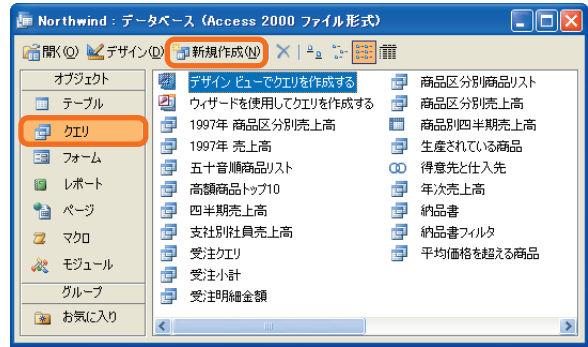 Northwind : データベース (Access 2000 ファイル形式)
開く(O) デザイン(D) 新規作成(N)
オブジェクト
テーブル
クエリ
フォーム
レポート
ページ
マクロ
モジュール
グループ
お気に入り
デザイン ビューでクエリを作成する
ウィザードを使用してクエリを作成する
1997年 商品区分別売上高
1997年 売上高
五十音順商品リスト
高額商品トップ10
四半期売上高
支社別社員売上高
受注クエリ
受注小計
受注明細金額
商品区分別商品リスト
商品区分別売上高
商品別四半期売上高
生産されている商品
得意先と仕入先
年次売上高
納品書
納品書フィルタ
平均価格を超える商品